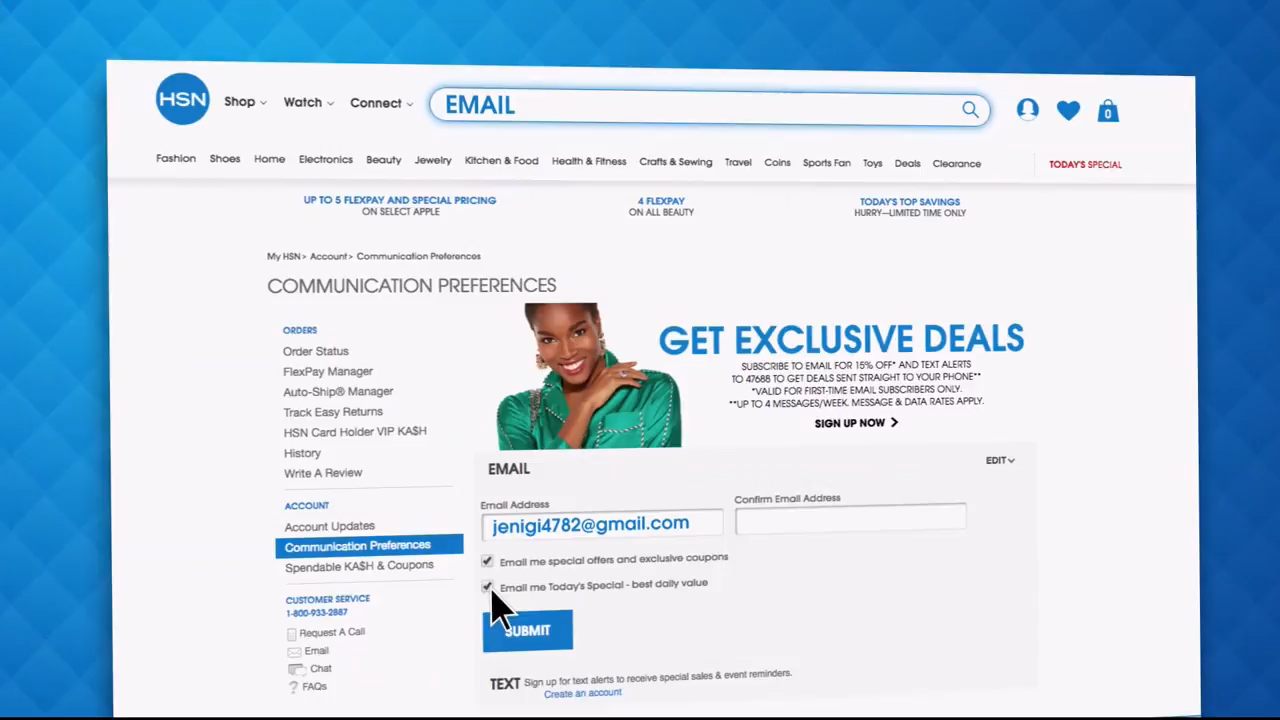 HSN
Shop
Watch
Connect
EMAIL
0
Fashion
Shoes
Home
Electronics
Beauty
Jewelry
Kitchen & Food
Health & Fitness
Crafts & Sewing
Travel
Coins
Sports Fan
Toys
Deals
Clearance
TODAY'S SPECIAL
UP TO 5 FLEXPAY AND SPECIAL PRICING
ON SELECT APPLE
4 FLEXPAY
ON ALL BEAUTY
TODAY'S TOP SAVINGS
HURRY—LIMITED TIME ONLY
My HSN > Account > Communication Preferences
COMMUNICATION PREFERENCES
ORDERS
Order Status
FlexPay Manager
Auto-Ship® Manager
Track Easy Returns
HSN Card Holder VIP KA$H
History
Write A Review
ACCOUNT
Account Updates
Communication Preferences
Spendable KA$H & Coupons
CUSTOMER SERVICE
1-800-933-2887
Request A Call
Email
Chat
FAQs
GET EXCLUSIVE DEALS
SUBSCRIBE TO EMAIL FOR 15% OFF* AND TEXT ALERTS
TO 47688 TO GET DEALS SENT STRAIGHT TO YOUR PHONE**
*VALID FOR FIRST-TIME EMAIL SUBSCRIBERS ONLY.
**UP TO 4 MESSAGES/WEEK. MESSAGE & DATA RATES APPLY.
SIGN UP NOW >
EMAIL
EDIT
Email Address
Confirm Email Address
jenigi4782@gmail.com
Email me special offers and exclusive coupons
Email me Today's Special - best daily value
SUBMIT
TEXT Sign up for text alerts to receive special sales & event reminders.
Create an account